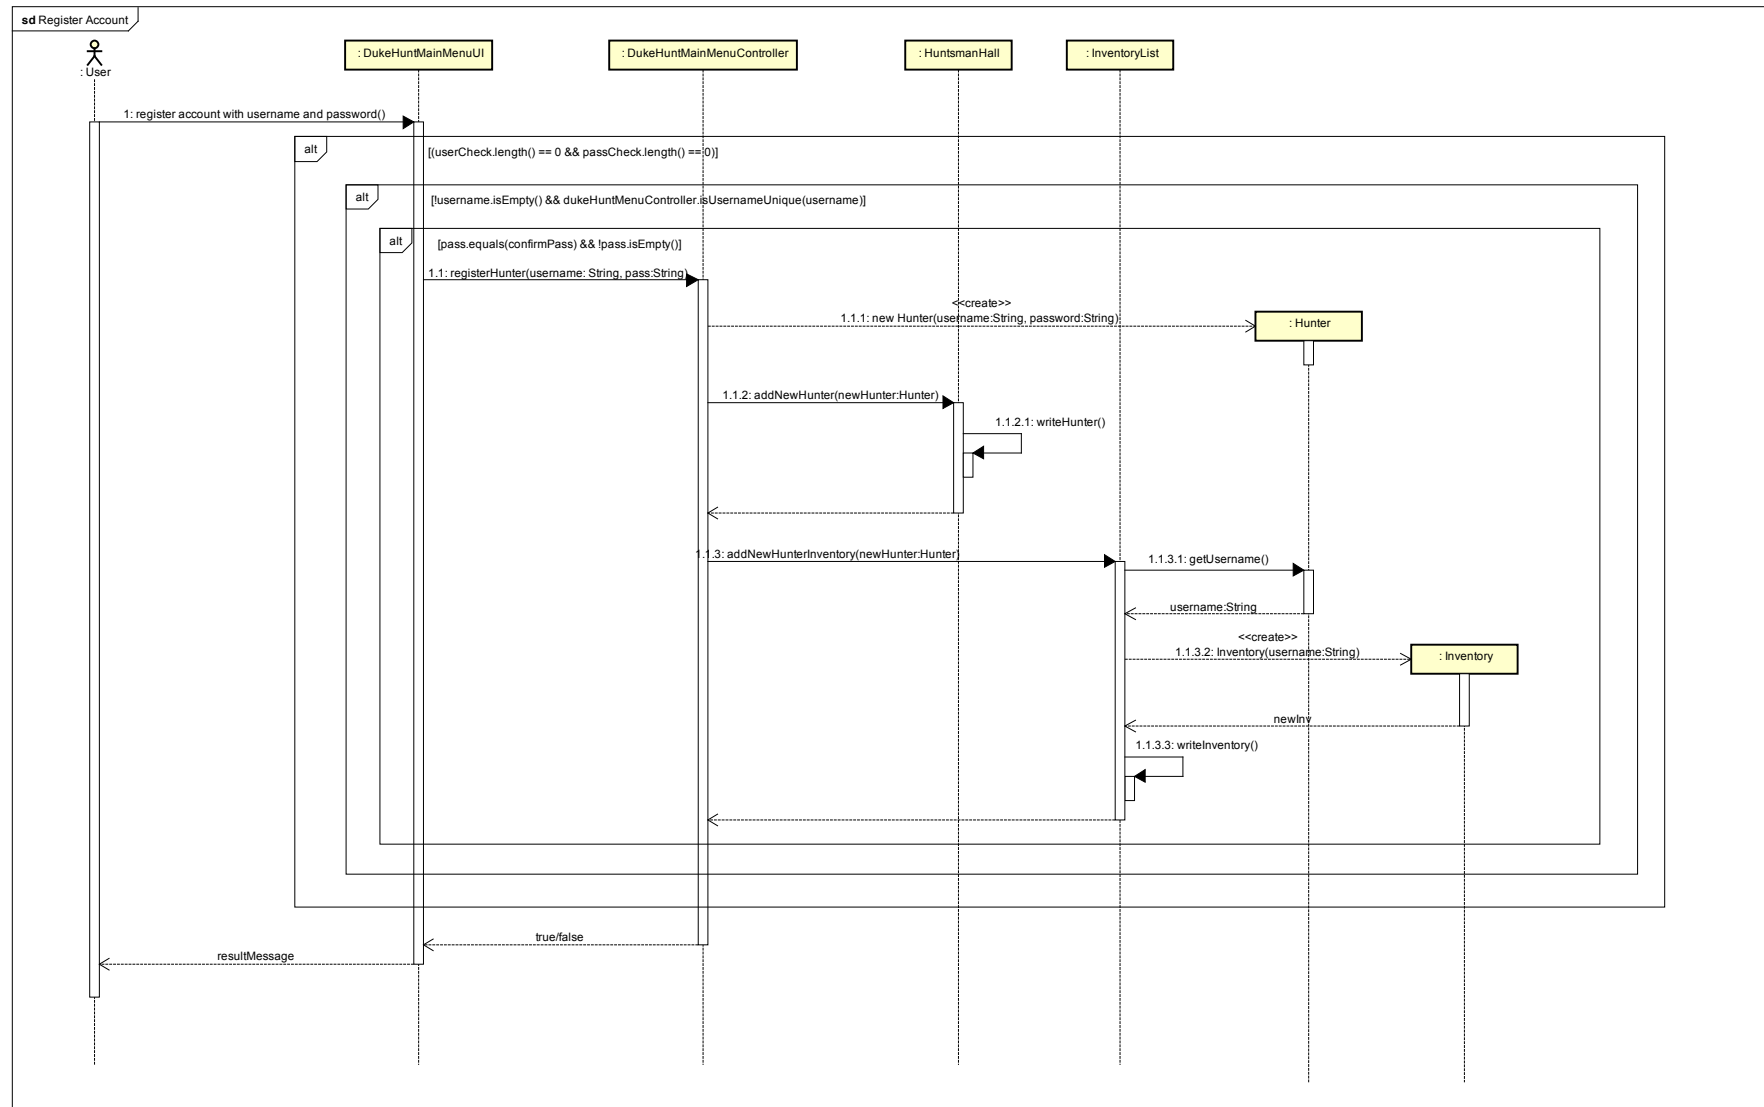 sd Register Account
: User
: DukeHuntMainMenuUI
: DukeHuntMainMenuController
: HuntsmanHall
: InventoryList
1: register account with username and password()
alt
[(userCheck.length() == 0 && passCheck.length() == 0)]
alt
[!username.isEmpty() && dukeHuntMenuController.isUsernameUnique(username)]
alt
[pass.equals(confirmPass) && !pass.isEmpty()]
1.1: registerHunter(username: String, pass:String)
<<create>>
1.1.1: new Hunter(username:String, password:String)
: Hunter
1.1.2: addNewHunter(newHunter:Hunter)
1.1.2.1: writeHunter()
1.1.3: addNewHunterInventory(newHunter:Hunter)
1.1.3.1: getUsername()
username:String
<<create>>
1.1.3.2: Inventory(username:String)
: Inventory
newInv
1.1.3.3: writeInventory()
true/false
resultMessage